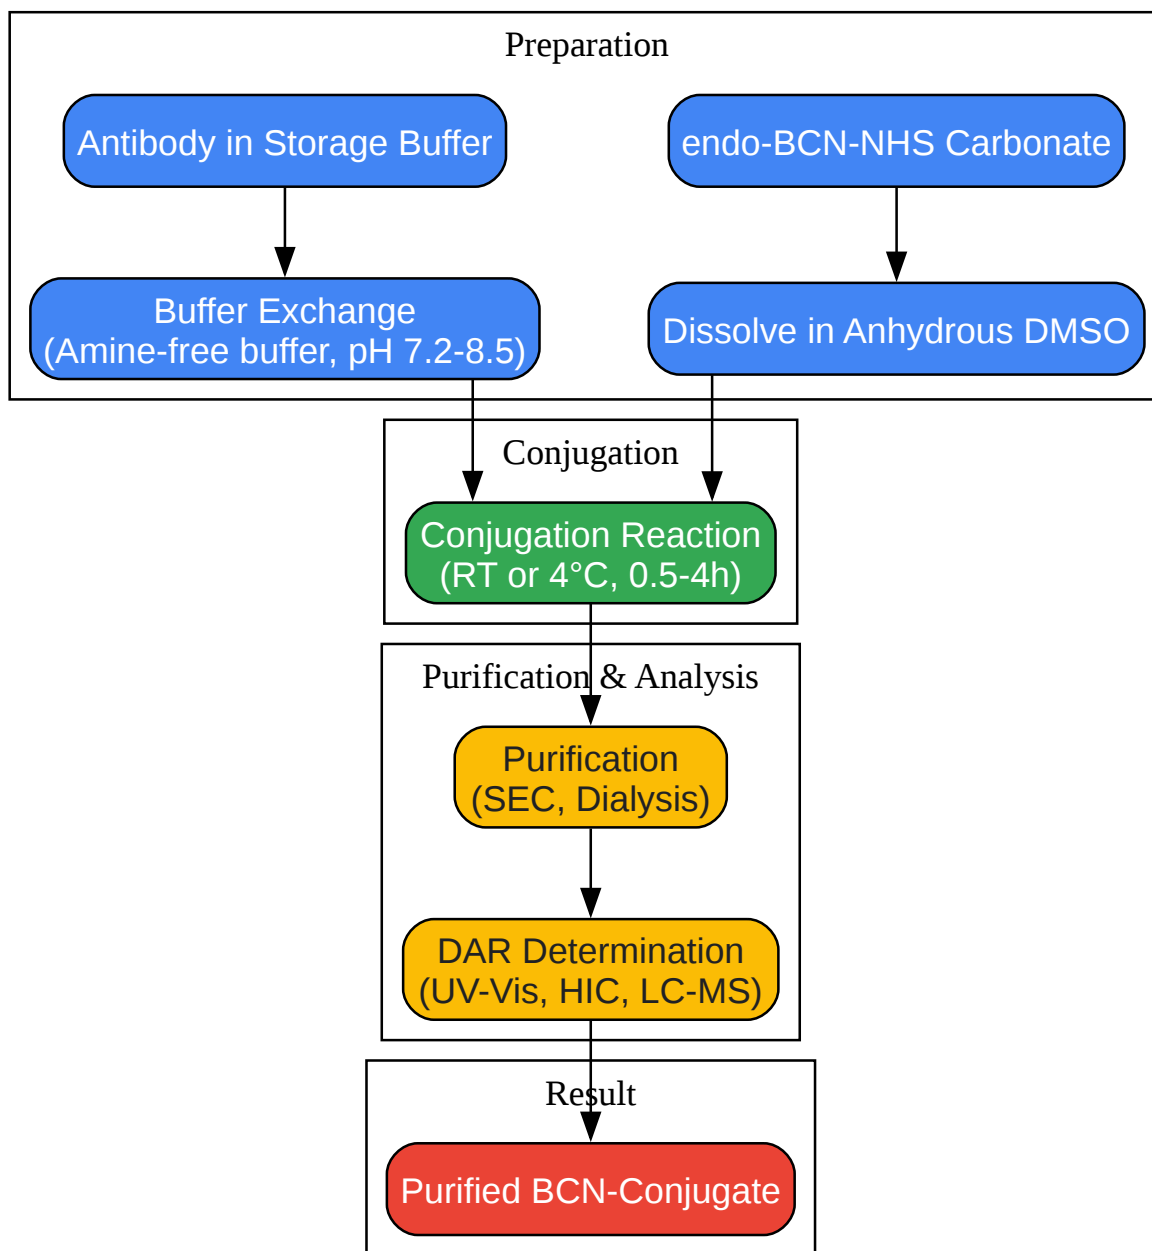 Preparation
Antibody in Storage Buffer
endo-BCN-NHS Carbonate
Buffer Exchange
(Amine-free buffer, pH 7.2-8.5)
Dissolve in Anhydrous DMSO
Conjugation
Conjugation Reaction
(RT or 4°C, 0.5-4h)
Purification & Analysis
Purification
(SEC, Dialysis)
DAR Determination
(UV-Vis, HIC, LC-MS)
Result
Purified BCN-Conjugate